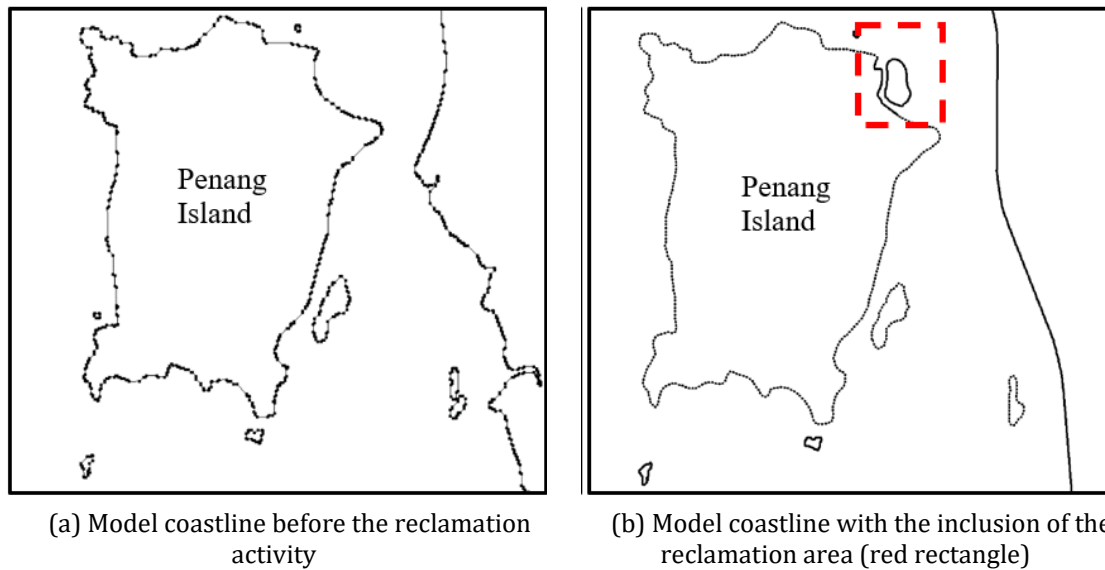 Penang
Island
Penang
Island
(a) Model coastline before the reclamation
activity
(b) Model coastline with the inclusion of the
reclamation area (red rectangle)